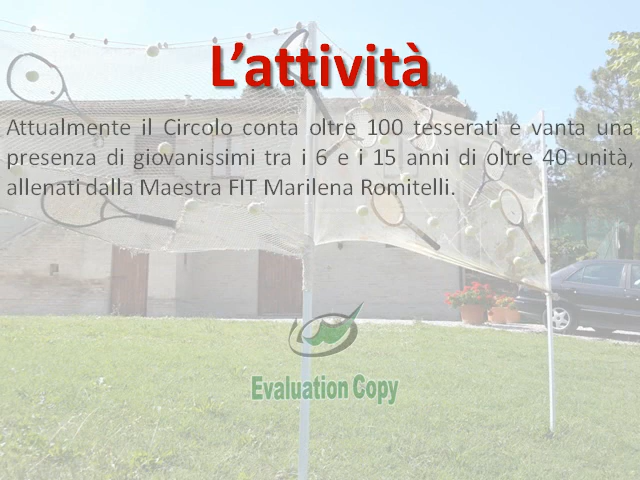 L'attività
Attualmente il Circolo conta oltre 100 tesserati e vanta una
presenza di giovanissimi tra i 6 e i 15 anni di oltre 40 unità,
allenati dalla Maestra FIT Marilena Romitelli.
Evaluation Copy